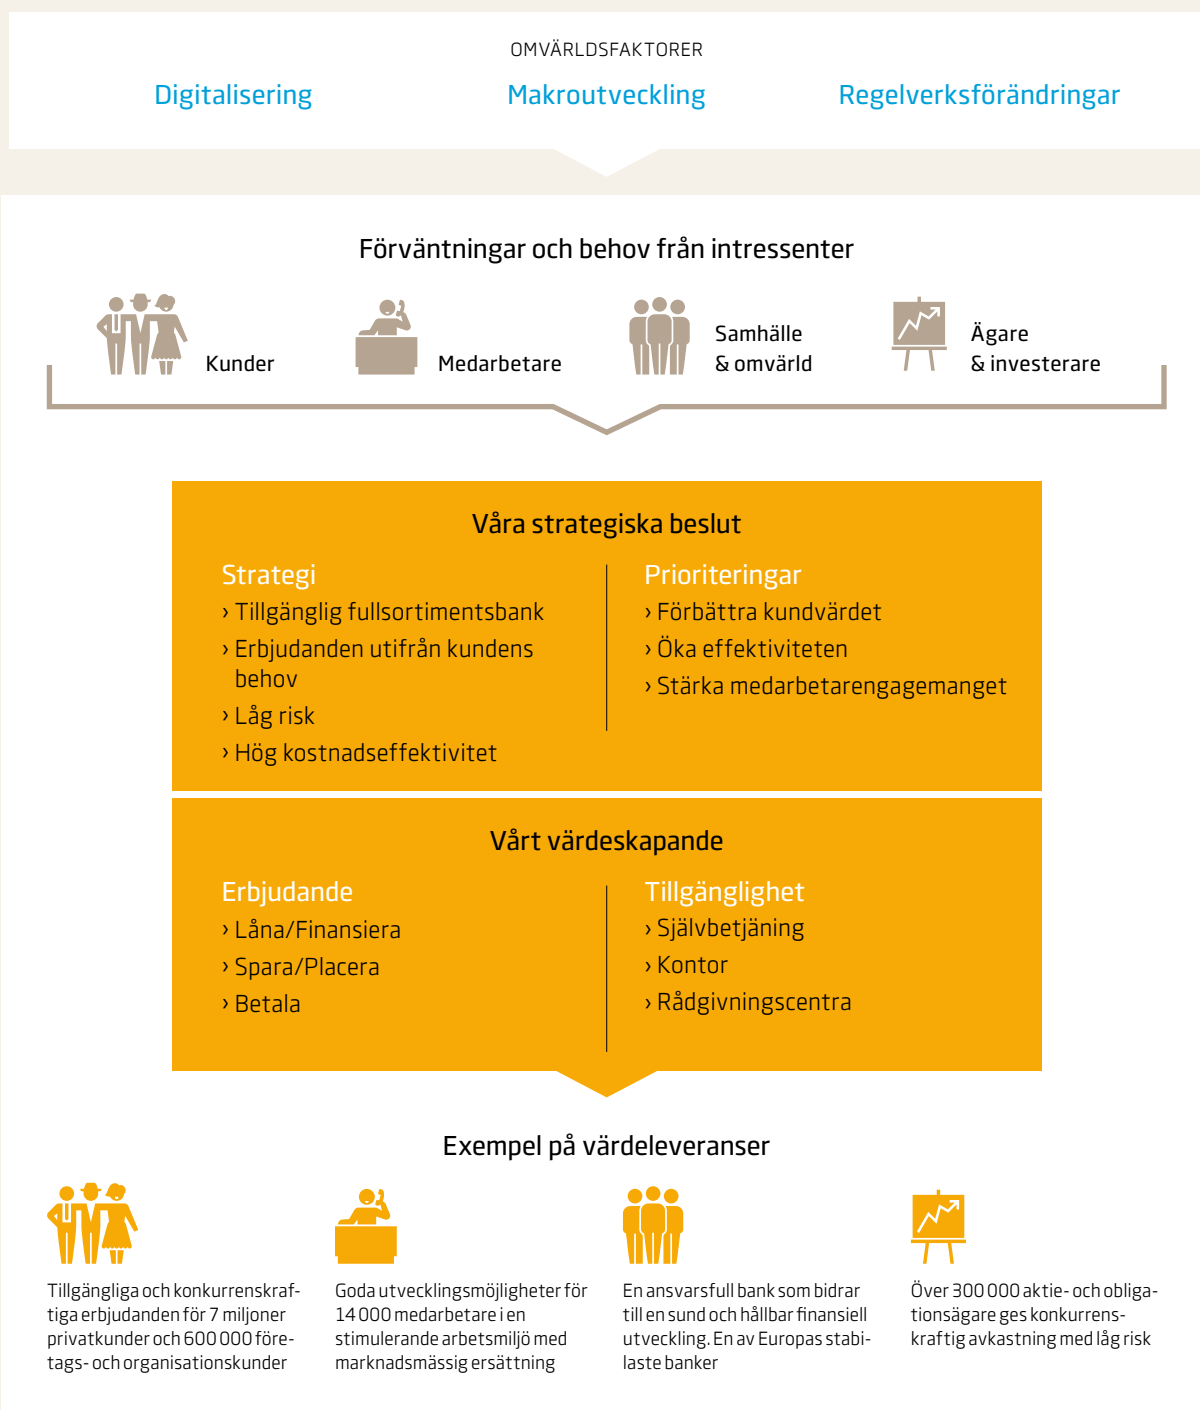 OMVÄRLDSFAKTORER
Digitalisering
Makroutveckling
Regelverksförändringar
Förväntningar och behov från intressenter
Kunder
Medarbetare
Samhälle
& omvärld
Ägare
& investerare
Våra strategiska beslut
Strategi
› Tillgänglig fullsortimentsbank
› Erbjudanden utifrån kundens
behov
› Låg risk
› Hög kostnadseffektivitet
Prioriteringar
› Förbättra kundvärdet
› Öka effektiviteten
› Stärka medarbetarengagemanget
Vårt värdeskapande
Erbjudande
› Låna/Finansiera
› Spara/Placera
› Betala
Tillgänglighet
› Självbetjäning
› Kontor
› Rådgivningscentra
Exempel på värdeleveranser
Tillgängliga och konkurrenskraf-
tiga erbjudanden för 7 miljoner
privatkunder och 600 000 före-
tags- och organisationskunder
Goda utvecklingsmöjligheter för
14 000 medarbetare i en
stimulerande arbetsmiljö med
marknadsmässig ersättning
En ansvarsfull bank som bidrar
till en sund och hållbar finansiell
utveckling. En av Europas stabi-
laste banker
Över 300 000 aktie- och obliga-
tionsägare ges konkurrens-
kraftig avkastning med låg risk